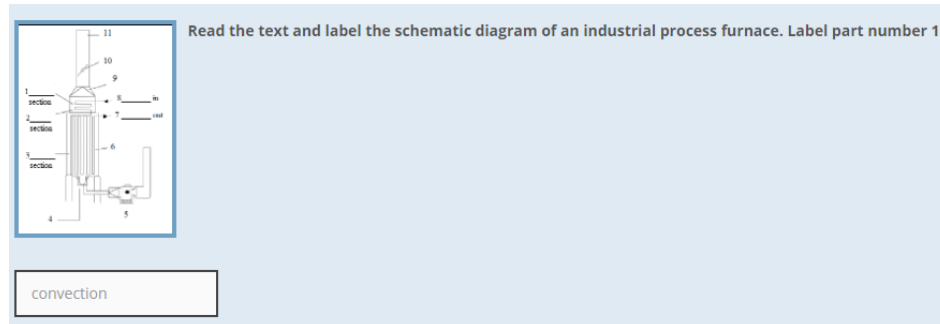 Read the text and label the schematic diagram of an industrial process furnace. Label part number 1
11
10
9
1
section
8 in
2
section
7 out
6
3
section
4
5
convection